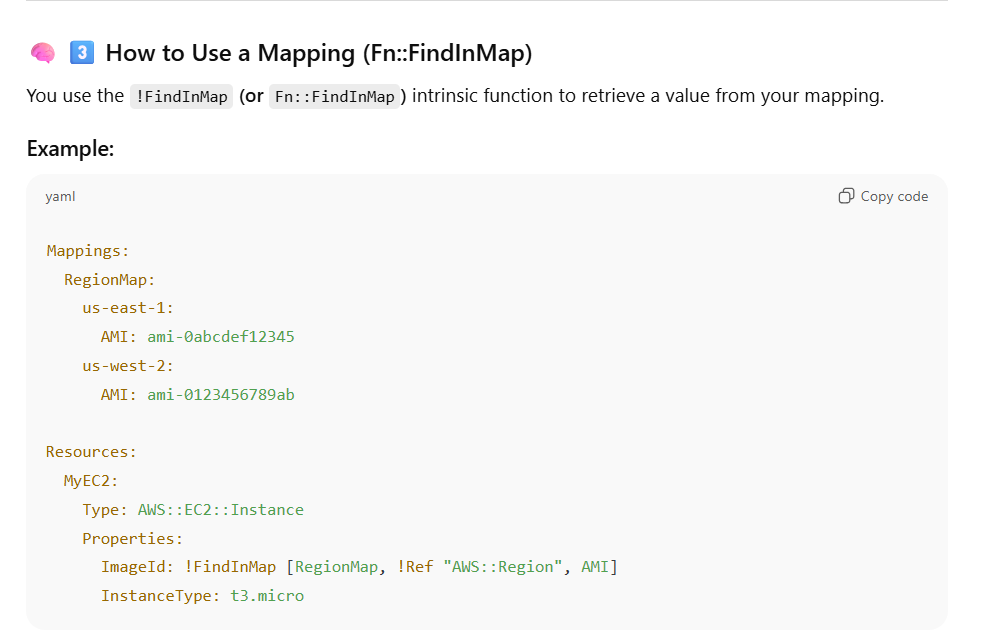 🧠 3️⃣ How to Use a Mapping (Fn::FindInMap)
You use the !FindInMap (or Fn::FindInMap) intrinsic function to retrieve a value from your mapping.
Example:
yaml
Copy code
Mappings:
  RegionMap:
    us-east-1:
      AMI: ami-0abcdef12345
    us-west-2:
      AMI: ami-0123456789ab
Resources:
  MyEC2:
    Type: AWS::EC2::Instance
    Properties:
      ImageId: !FindInMap [RegionMap, !Ref "AWS::Region", AMI]
      InstanceType: t3.micro